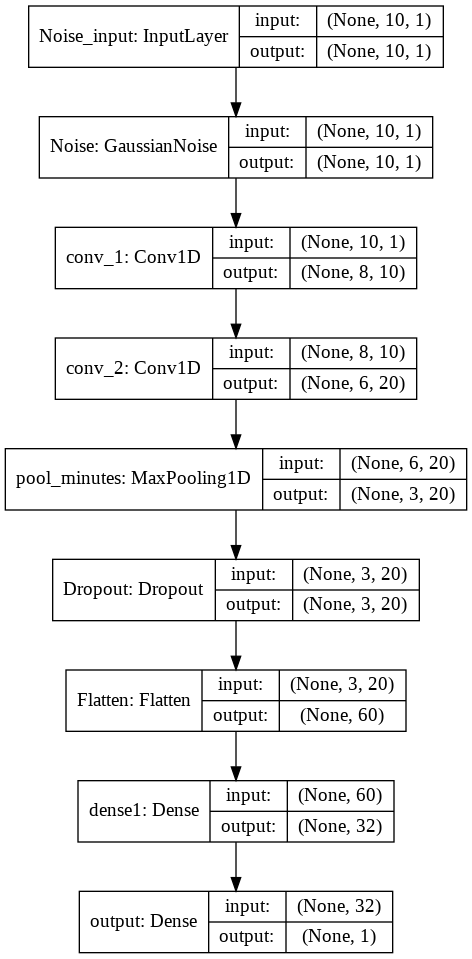 Noise_input: InputLayer
input: (None, 10, 1)
output: (None, 10, 1)
Noise: GaussianNoise
input: (None, 10, 1)
output: (None, 10, 1)
conv_1: Conv1D
input: (None, 10, 1)
output: (None, 8, 10)
conv_2: Conv1D
input: (None, 8, 10)
output: (None, 6, 20)
pool_minutes: MaxPooling1D
input: (None, 6, 20)
output: (None, 3, 20)
Dropout: Dropout
input: (None, 3, 20)
output: (None, 3, 20)
Flatten: Flatten
input: (None, 3, 20)
output: (None, 60)
dense1: Dense
input: (None, 60)
output: (None, 32)
output: Dense
input: (None, 32)
output: (None, 1)